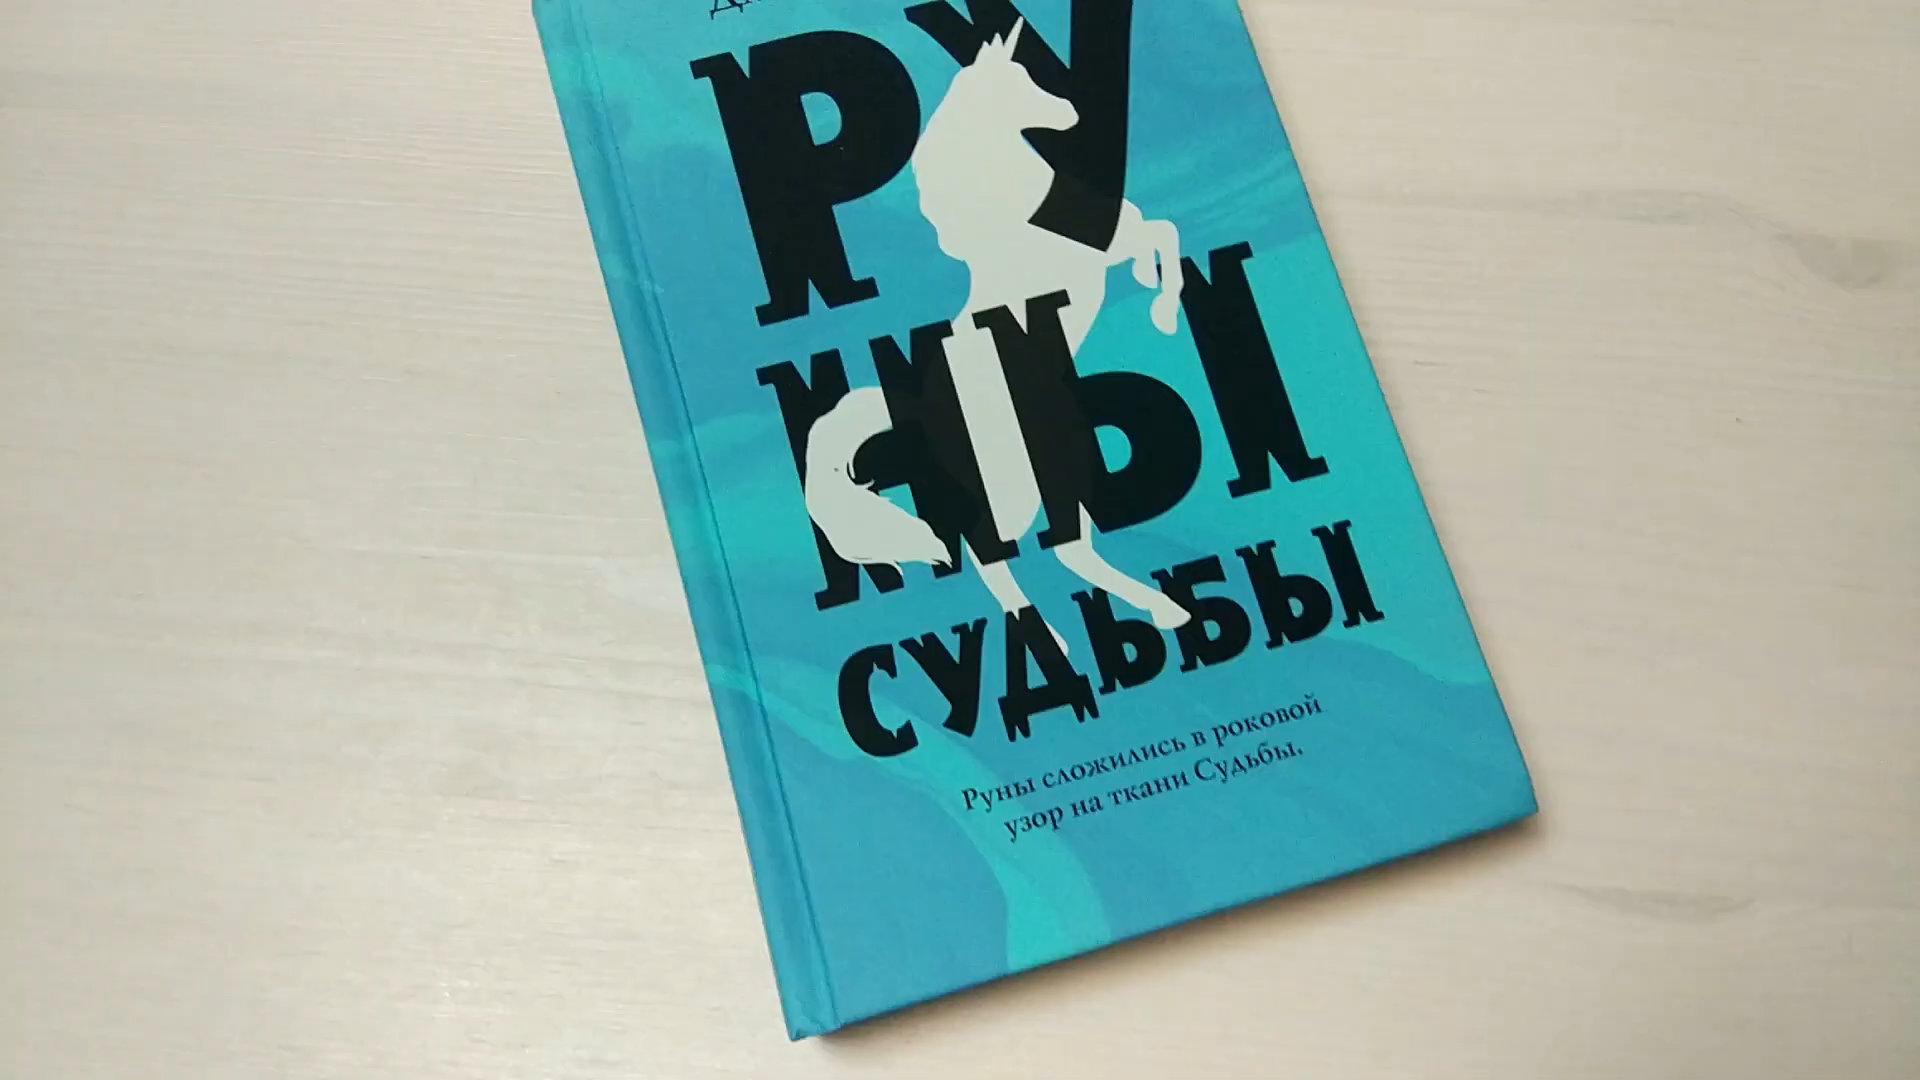 РУ
НЫ
СУДЬБЫ
Руны сложились в роковой
узор на ткани Судьбы.